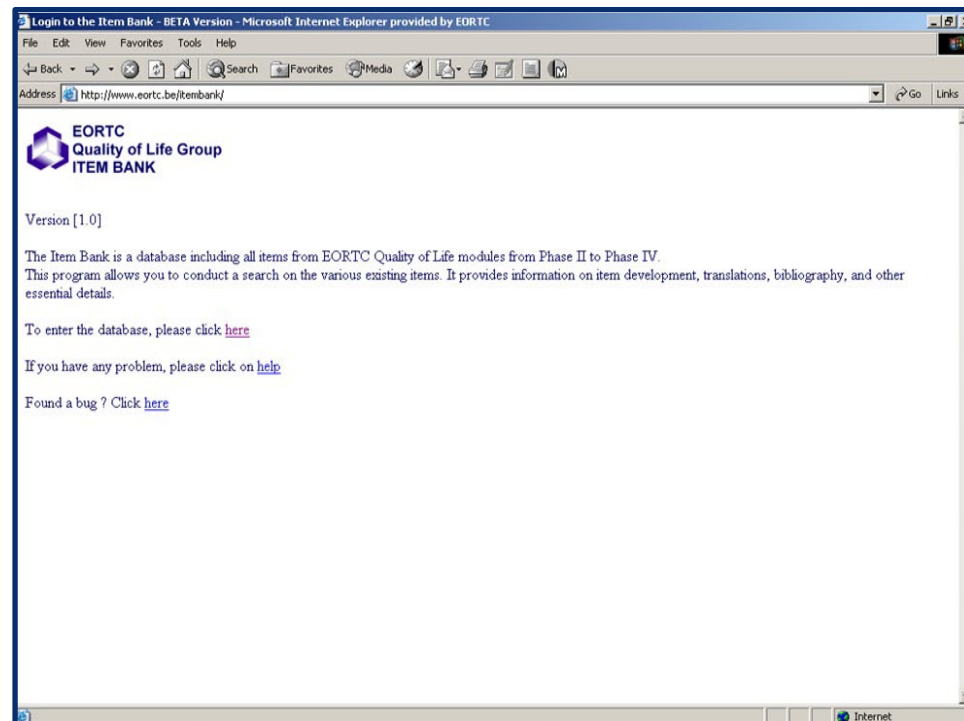 Login to the Item Bank - BETA Version - Microsoft Internet Explorer provided by EORTC
File Edit View Favorites Tools Help
Back Search Favorites Media
Address http://www.eortc.be/itembank/ Go Links
EORTC
Quality of Life Group
ITEM BANK
Version [1.0]
The Item Bank is a database including all items from EORTC Quality of Life modules from Phase II to Phase IV.
This program allows you to conduct a search on the various existing items. It provides information on item development, translations, bibliography, and other
essential details.
To enter the database, please click here
If you have any problem, please click on help
Found a bug ? Click here
Internet